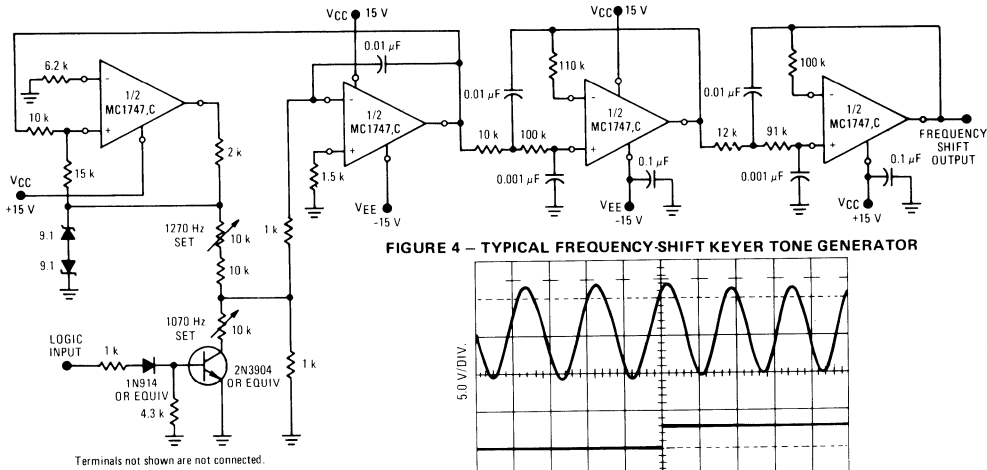 VCC 15 V
VCC 15 V
0.01 µF
6.2 k
1/2
MC1747,C
10 k
15 k
2 k
VCC
+15 V
9.1
9.1
1270 Hz
SET
10 k
10 k
1070 Hz
SET
10 k
LOGIC
INPUT
1 k
1N914
OR EQUIV
4.3 k
2N3904
OR EQUIV
1 k
1 k
1/2
MC1747,C
1.5 k
VEE
-15 V
0.01 µF
110 k
10 k
100 k
0.001 µF
1/2
MC1747,C
0.1 µF
VEE
-15 V
0.01 µF
100 k
12 k
91 k
0.001 µF
1/2
MC1747,C
0.1 µF
VCC
+15 V
FREQUENCY
SHIFT
OUTPUT
FIGURE 4 – TYPICAL FREQUENCY-SHIFT KEYER TONE GENERATOR
5.0 V/DIV.
Terminals not shown are not connected.
- + - + - + - +